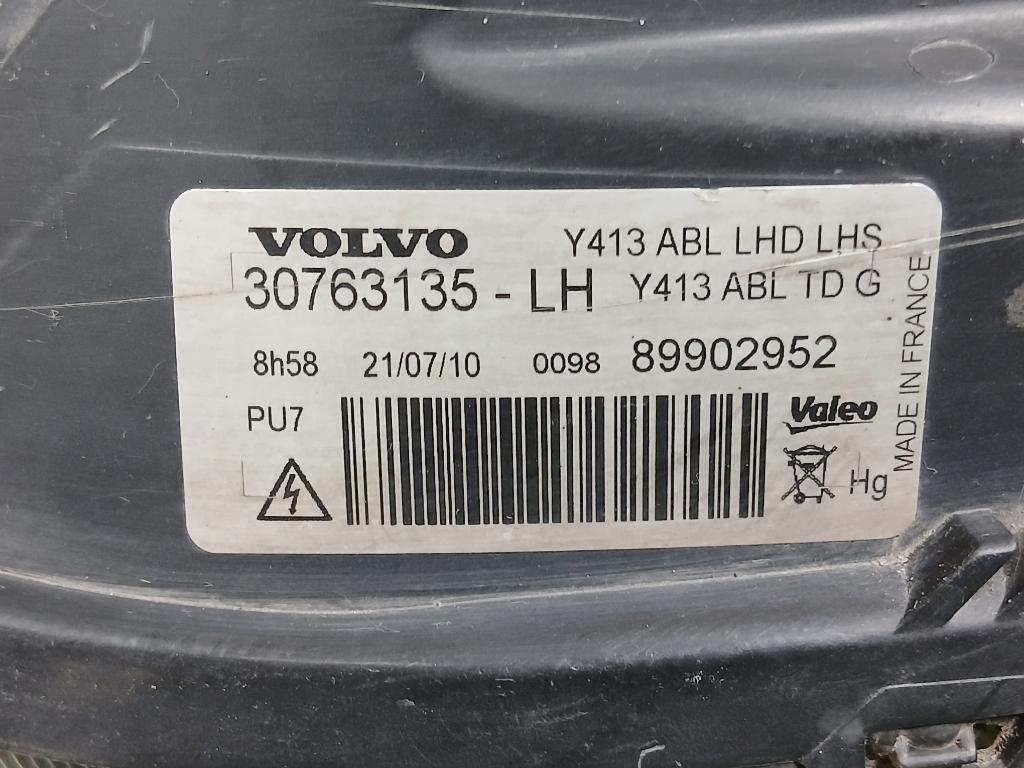 VOLVO Y413 ABL LHD LHS
30763135 - LH Y413 ABL TD G
8h58 21/07/10 0098 89902952
PU7 Valeo
Hg
MADE IN FRANCE